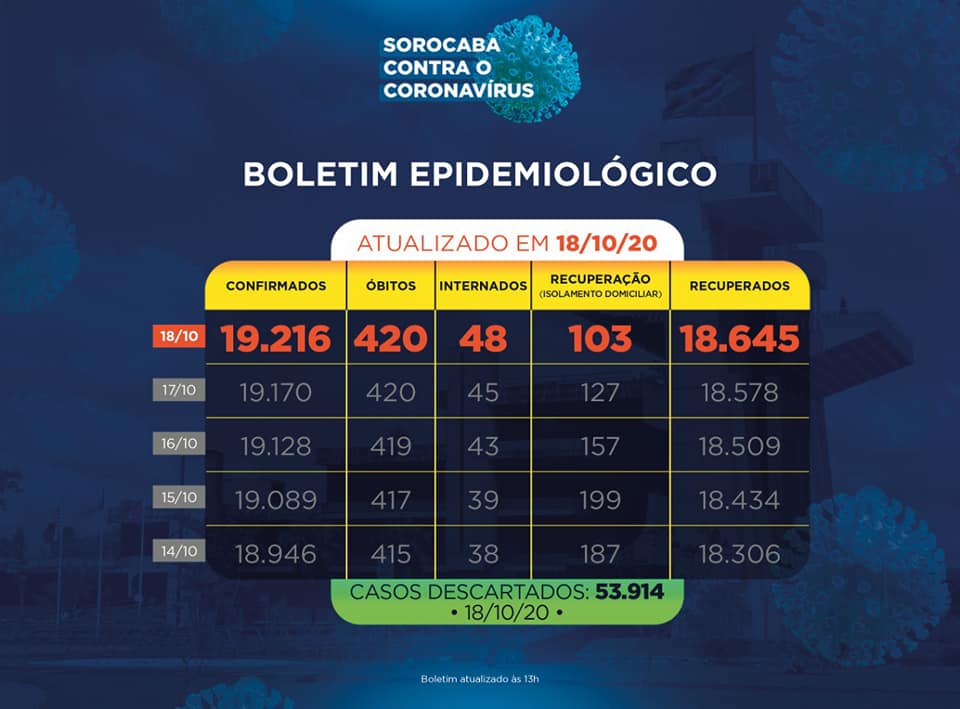 SOROCABA
CONTRA O
CORONAVÍRUS
BOLETIM EPIDEMIOLÓGICO
ATUALIZADO EM 18/10/20
CONFIRMADOS ÓBITOS INTERNADOS RECUPERAÇÃO (ISOLAMENTO DOMICILIAR) RECUPERADOS
18/10 19.216 420 48 103 18.645
17/10 19.170 420 45 127 18.578
16/10 19.128 419 43 157 18.509
15/10 19.089 417 39 199 18.434
14/10 18.946 415 38 187 18.306
CASOS DESCARTADOS: 53.914
• 18/10/20 •
Boletim atualizado às 13h